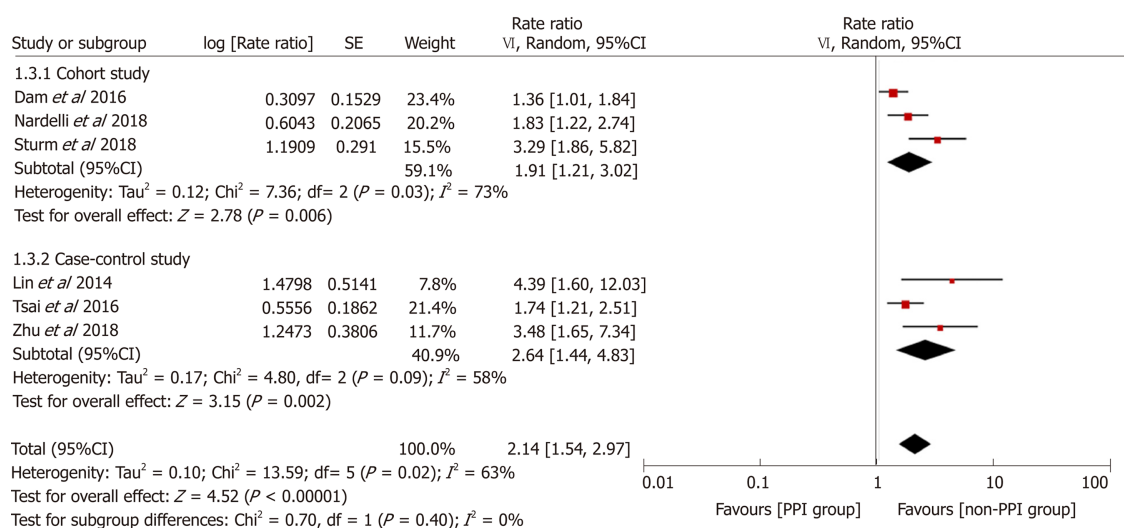 Rate ratio Rate ratio
Study or subgroup log [Rate ratio] SE Weight Ⅵ, Random, 95%CI Ⅵ, Random, 95%CI
1.3.1 Cohort study
Dam et al 2016 0.3097 0.1529 23.4% 1.36 [1.01, 1.84]
Nardelli et al 2018 0.6043 0.2065 20.2% 1.83 [1.22, 2.74]
Sturm et al 2018 1.1909 0.291 15.5% 3.29 [1.86, 5.82]
Subtotal (95%CI) 59.1% 1.91 [1.21, 3.02]
Heterogenity: Tau² = 0.12; Chi² = 7.36; df= 2 (P = 0.03); I² = 73%
Test for overall effect: Z = 2.78 (P = 0.006)
1.3.2 Case-control study
Lin et al 2014 1.4798 0.5141 7.8% 4.39 [1.60, 12.03]
Tsai et al 2016 0.5556 0.1862 21.4% 1.74 [1.21, 2.51]
Zhu et al 2018 1.2473 0.3806 11.7% 3.48 [1.65, 7.34]
Subtotal (95%CI) 40.9% 2.64 [1.44, 4.83]
Heterogenity: Tau² = 0.17; Chi² = 4.80, df= 2 (P = 0.09); I² = 58%
Test for overall effect: Z = 3.15 (P = 0.002)
Total (95%CI) 100.0% 2.14 [1.54, 2.97]
Heterogenity: Tau² = 0.10; Chi² = 13.59; df= 5 (P = 0.02); I² = 63%
Test for overall effect: Z = 4.52 (P < 0.00001)
Test for subgroup differences: Chi² = 0.70, df = 1 (P = 0.40); I² = 0%
0.01 0.1 1 10 100
Favours [PPI group] Favours [non-PPI group]